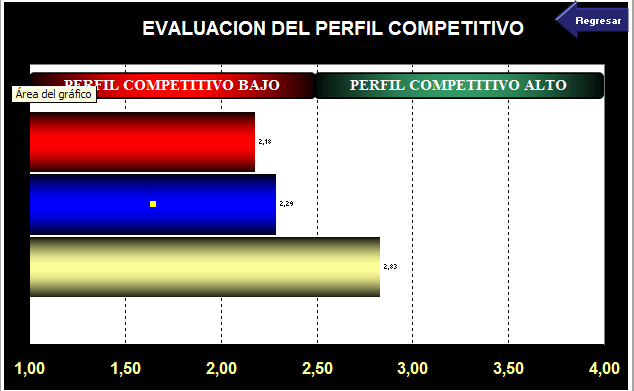 EVALUACION DEL PERFIL COMPETITIVO
Regresar
PERFIL COMPETITIVO BAJO
PERFIL COMPETITIVO ALTO
Área del gráfico
2,18
2,29
2,83
1,00 1,50 2,00 2,50 3,00 3,50 4,00